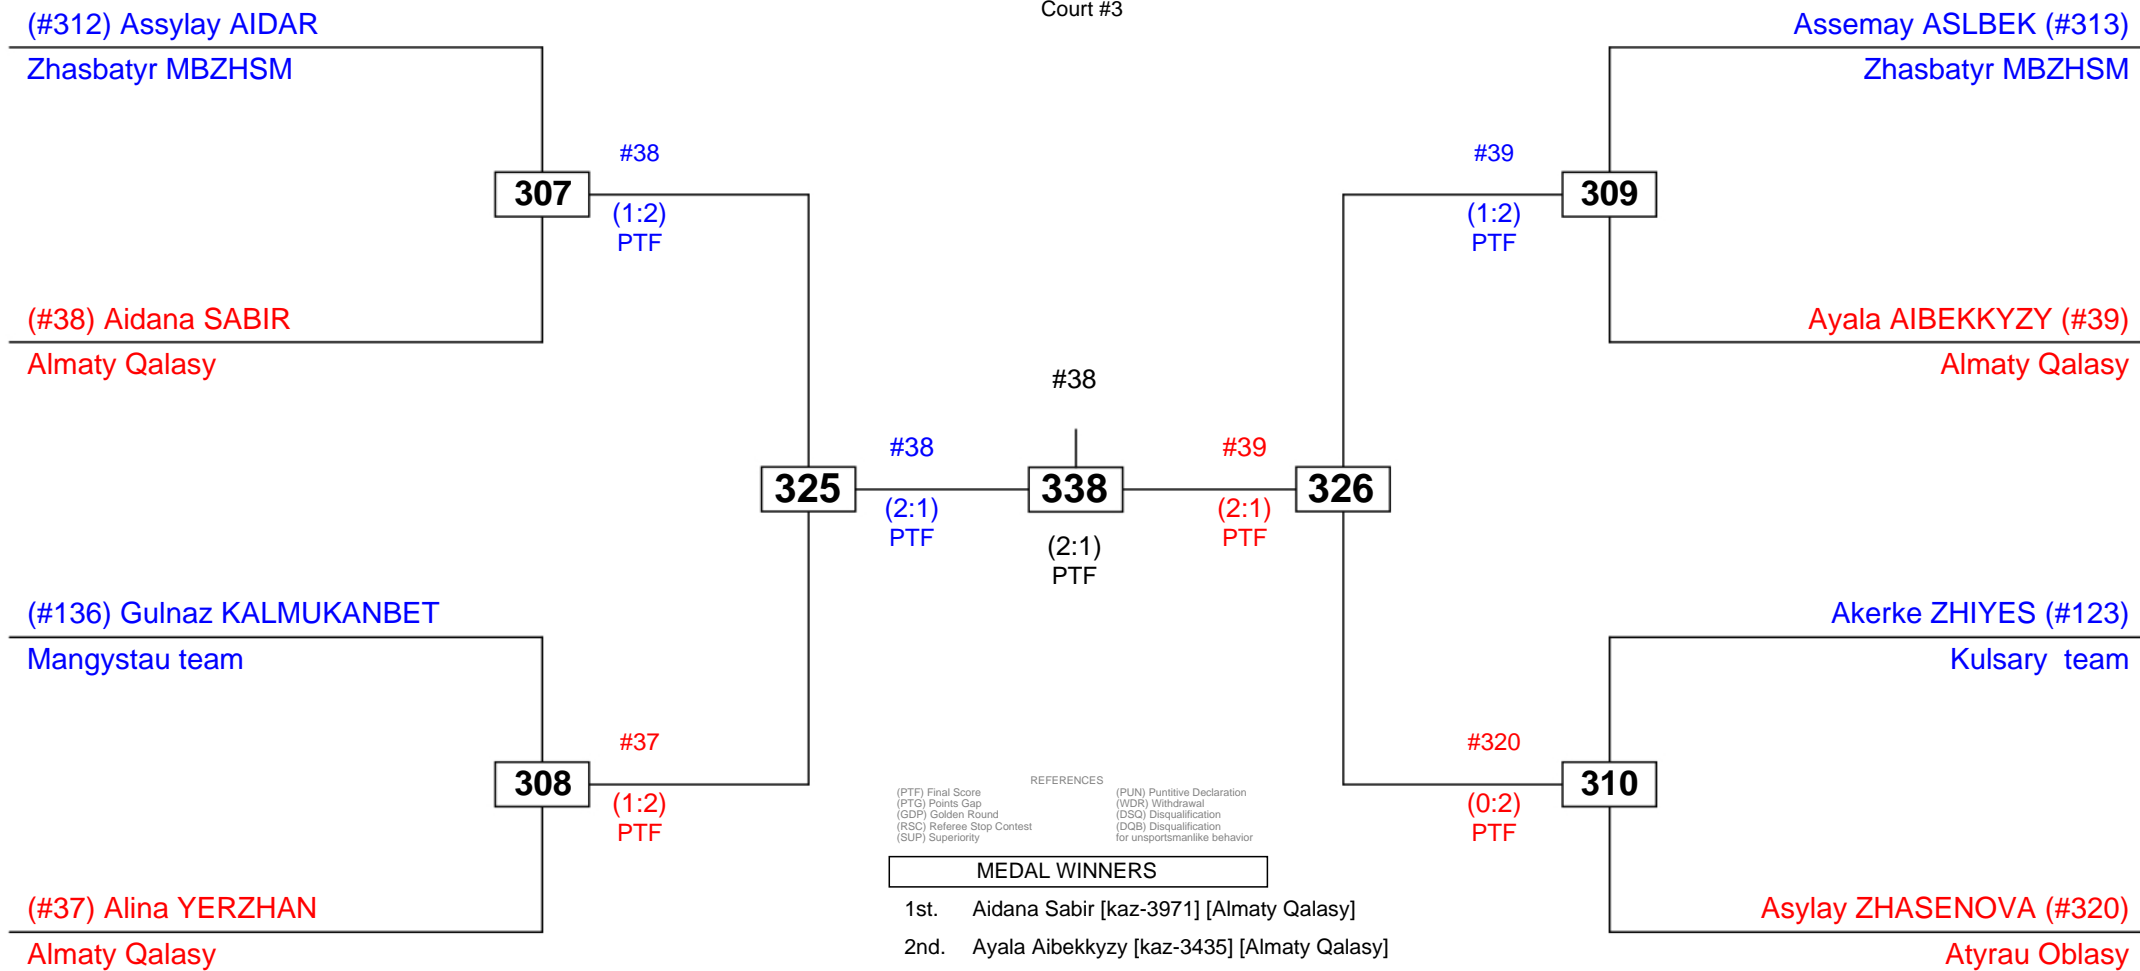 Court #3
(#312) Assylay AIDAR
Zhasbatyr MBZHSM
Assemay ASLBEK (#313)
Zhasbatyr MBZHSM
#38
307
(1:2)
PTF
#39
309
(1:2)
PTF
(#38) Aidana SABIR
Almaty Qalasy
Ayala AIBEKKYZY (#39)
Almaty Qalasy
#38
325
#38
(2:1)
PTF
338
(2:1)
PTF
#39
(2:1)
PTF
326
(#136) Gulnaz KALMUKANBET
Mangystau team
Akerke ZHIYES (#123)
Kulsary  team
#37
308
(1:2)
PTF
#320
310
(0:2)
PTF
(#37) Alina YERZHAN
Almaty Qalasy
Asylay ZHASENOVA (#320)
Atyrau Oblasy
REFERENCES
(PTF) Final Score
(PTG) Points Gap
(GDP) Golden Round
(RSC) Referee Stop Contest
(SUP) Superiority
(PUN) Puntitive Declaration
(WDR) Withdrawal
(DSQ) Disqualification
(DQB) Disqualification
for unsportsmanlike behavior
MEDAL WINNERS
1st. Aidana Sabir [kaz-3971] [Almaty Qalasy]
2nd. Ayala Aibekkyzy [kaz-3435] [Almaty Qalasy]